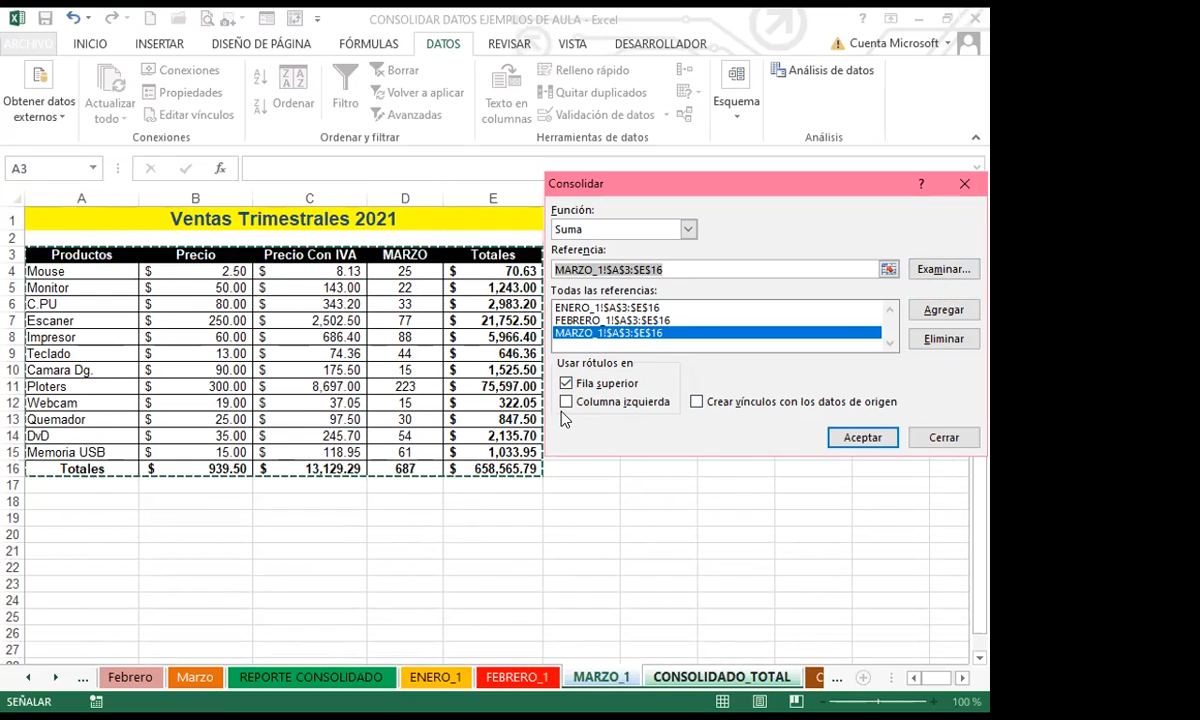 CONSOLIDAR DATOS EJEMPLOS DE AULA - Excel
ARCHIVO INICIO INSERTAR DISEÑO DE PÁGINA FÓRMULAS DATOS REVISAR VISTA DESARROLLADOR Cuenta Microsoft
Obtener datos externos
Actualizar todo
Conexiones
Propiedades
Editar vínculos
Conexiones
Ordenar
Filtro
Borrar
Volver a aplicar
Avanzadas
Ordenar y filtrar
Texto en columnas
Relleno rápido
Quitar duplicados
Validación de datos
Herramientas de datos
Esquema
Análisis de datos
Análisis
A3
fx
A B C D E
1 Ventas Trimestrales 2021
2
3 Productos Precio Precio Con IVA MARZO Totales
4 Mouse $ 2.50 $ 8.13 25 $ 70.63
5 Monitor $ 50.00 $ 143.00 22 $ 1,243.00
6 C.PU $ 80.00 $ 343.20 33 $ 2,983.20
7 Escaner $ 250.00 $ 2,502.50 77 $ 21,752.50
8 Impresor $ 60.00 $ 686.40 88 $ 5,966.40
9 Teclado $ 13.00 $ 74.36 44 $ 646.36
10 Camara Dg. $ 90.00 $ 175.50 15 $ 1,525.50
11 Ploters $ 300.00 $ 8,697.00 223 $ 75,597.00
12 Webcam $ 19.00 $ 37.05 15 $ 322.05
13 Quemador $ 25.00 $ 97.50 30 $ 847.50
14 DvD $ 35.00 $ 245.70 54 $ 2,135.70
15 Memoria USB $ 15.00 $ 118.95 61 $ 1,033.95
16 Totales $ 939.50 $ 13,129.29 687 $ 658,565.79
17
18
19
20
21
22
23
24
25
26
27
Consolidar ?
Función:
Suma
Referencia:
MARZO_1!$A$3:$E$16 Examinar...
Todas las referencias:
ENERO_1!$A$3:$E$16
FEBRERO_1!$A$3:$E$16
MARZO_1!$A$3:$E$16
Agregar
Eliminar
Usar rótulos en
Fila superior
Columna izquierda Crear vínculos con los datos de origen
Aceptar Cerrar
... Febrero Marzo REPORTE CONSOLIDADO ENERO_1 FEBRERO_1 MARZO_1 CONSOLIDADO_TOTAL C ...
SEÑALAR 100 %